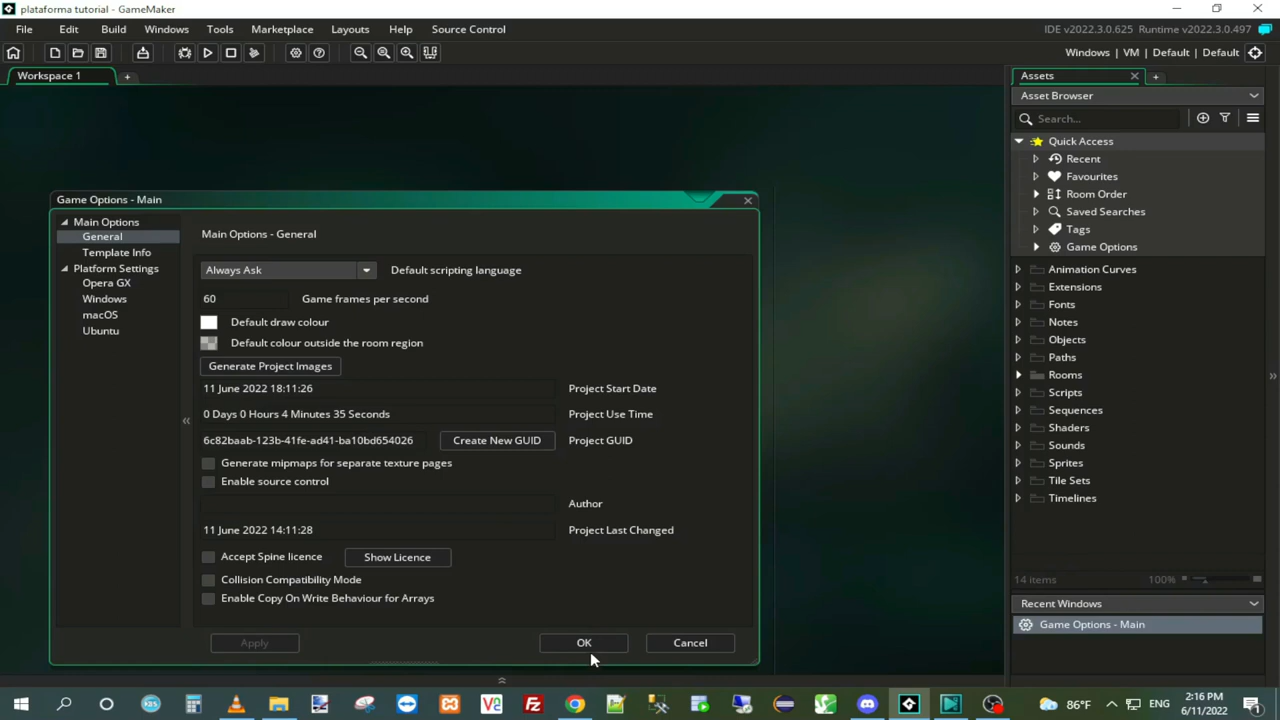 plataforma tutorial - GameMaker
File Edit Build Windows Tools Marketplace Layouts Help Source Control
IDE v2022.3.0.625 Runtime v2022.3.0.497
Windows | VM | Default | Default
Workspace 1
Assets
Asset Browser
Search...
Quick Access
Recent
Favourites
Room Order
Saved Searches
Tags
Game Options
Animation Curves
Extensions
Fonts
Notes
Objects
Paths
Rooms
Scripts
Sequences
Shaders
Sounds
Sprites
Tile Sets
Timelines
14 items 100%
Recent Windows
Game Options - Main
Game Options - Main
Main Options
General
Template Info
Platform Settings
Opera GX
Windows
macOS
Ubuntu
Main Options - General
Always Ask Default scripting language
60 Game frames per second
Default draw colour
Default colour outside the room region
Generate Project Images
11 June 2022 18:11:26 Project Start Date
0 Days 0 Hours 4 Minutes 35 Seconds Project Use Time
6c82baab-123b-41fe-ad41-ba10bd654026 Create New GUID Project GUID
Generate mipmaps for separate texture pages
Enable source control
Author
11 June 2022 14:11:28 Project Last Changed
Accept Spine licence Show Licence
Collision Compatibility Mode
Enable Copy On Write Behaviour for Arrays
Apply OK Cancel
86°F ENG 2:16 PM
6/11/2022